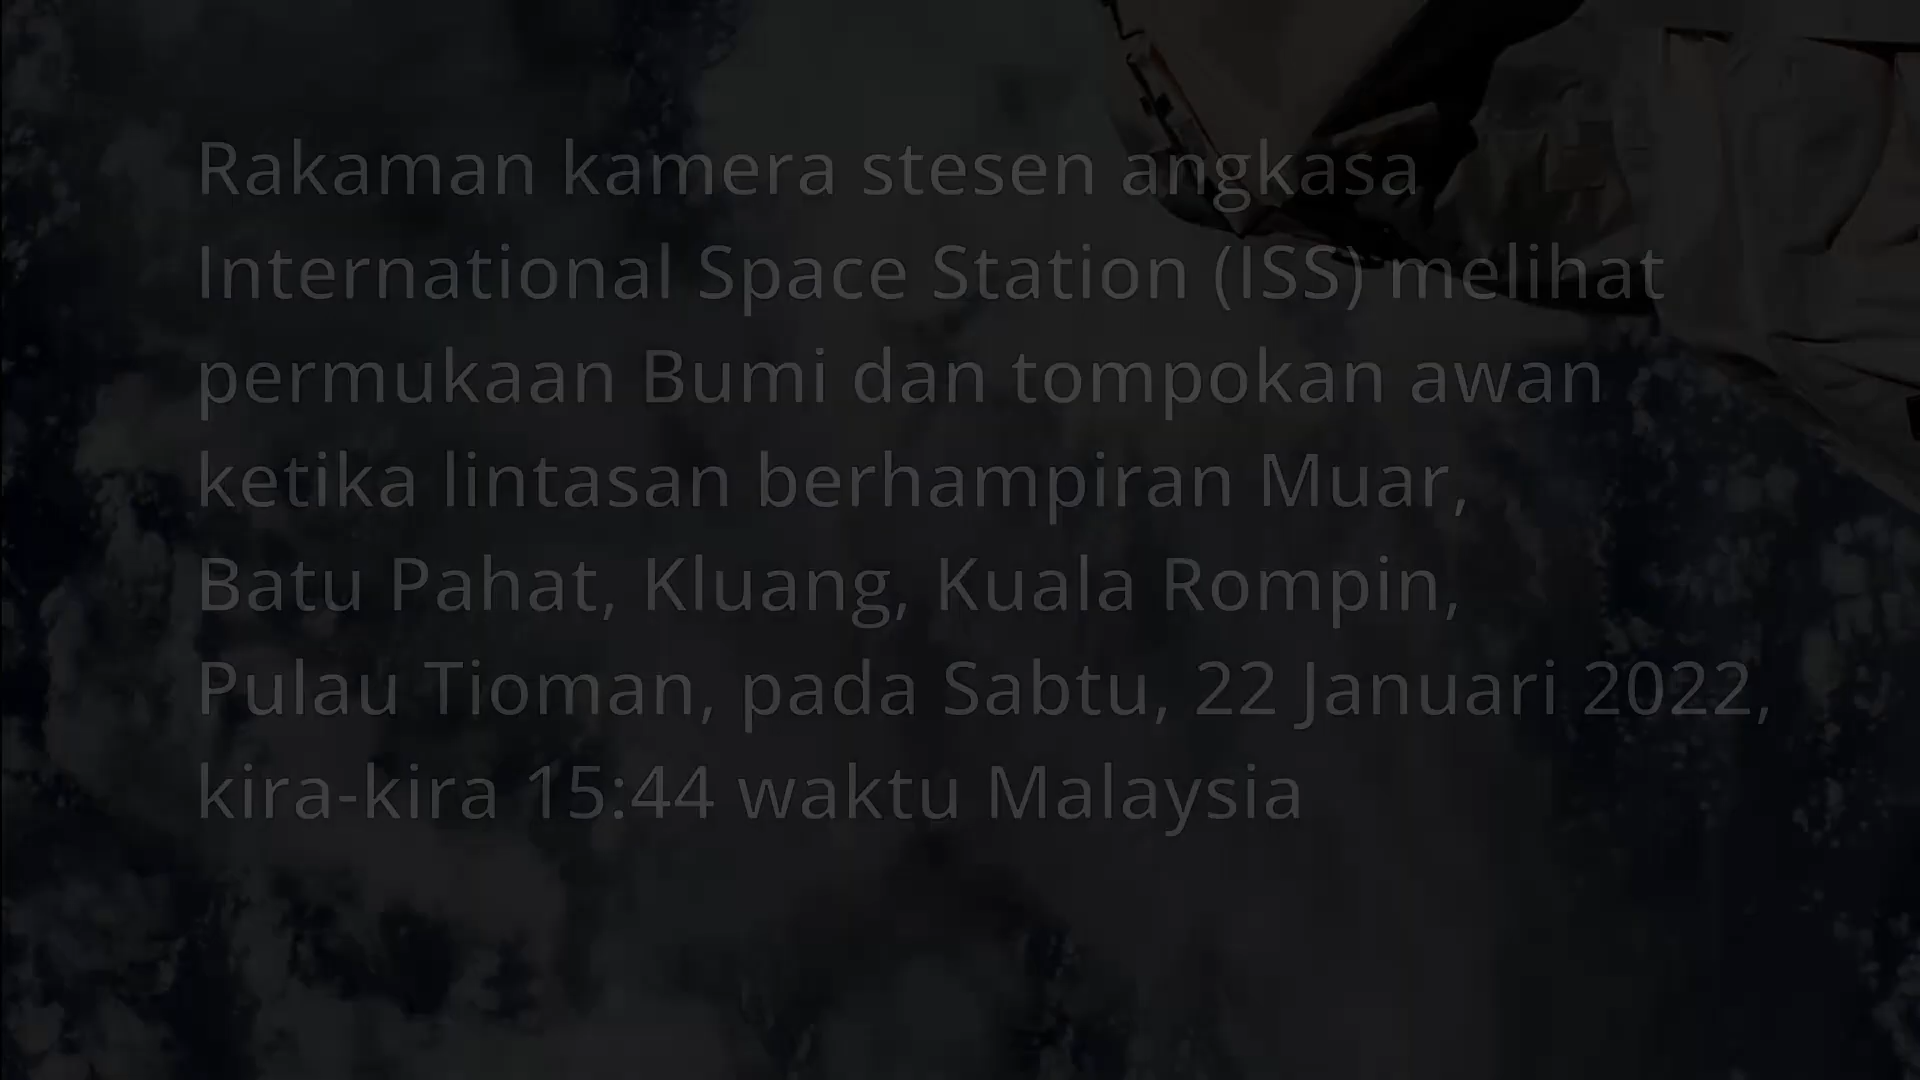 Rakaman kamera stesen angkasa
International Space Station (ISS) melihat
permukaan Bumi dan tompokan awan
ketika lintasan berhampiran Muar,
Batu Pahat, Kluang, Kuala Rompin,
Pulau Tioman, pada Sabtu, 22 Januari 2022,
kira-kira 15:44 waktu Malaysia